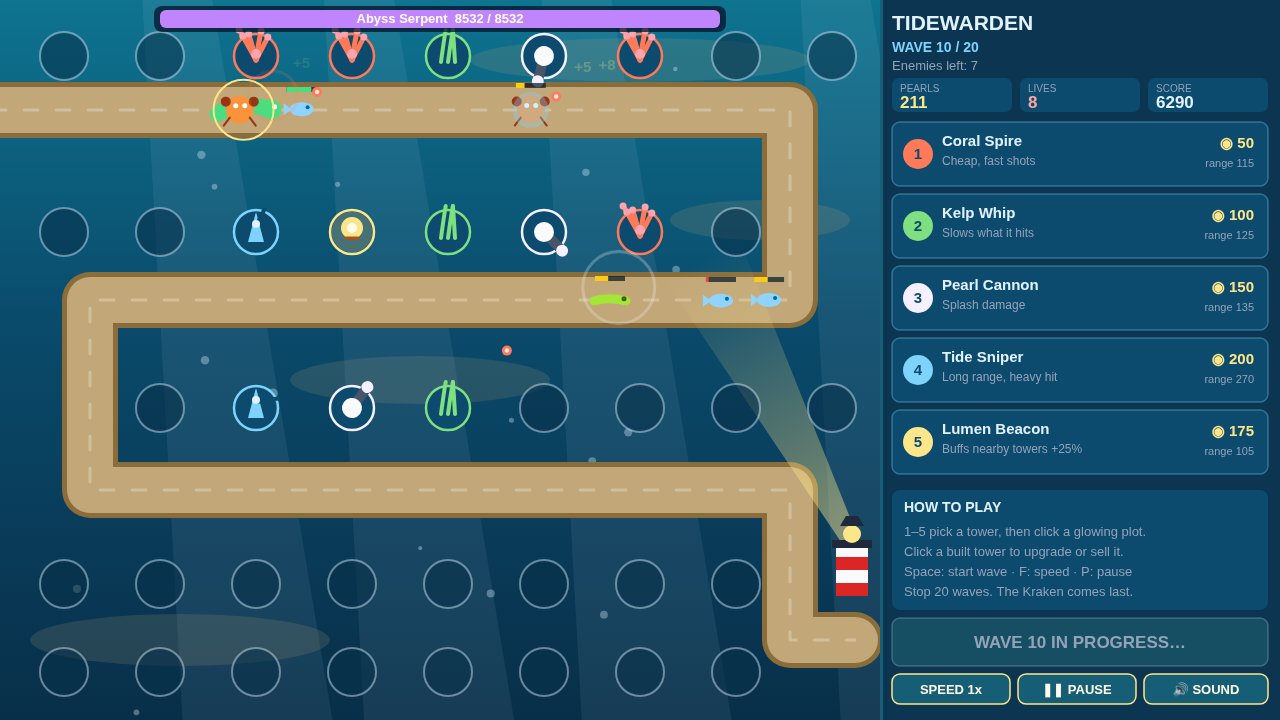 Abyss Serpent 8532 / 8532
+5
+5 +8
TIDEWARDEN
WAVE 10 / 20
Enemies left: 7
PEARLS
211
LIVES
8
SCORE
6290
1
Coral Spire
Cheap, fast shots
50
range 115
2
Kelp Whip
Slows what it hits
100
range 125
3
Pearl Cannon
Splash damage
150
range 135
4
Tide Sniper
Long range, heavy hit
200
range 270
5
Lumen Beacon
Buffs nearby towers +25%
175
range 105
HOW TO PLAY
1–5 pick a tower, then click a glowing plot.
Click a built tower to upgrade or sell it.
Space: start wave · F: speed · P: pause
Stop 20 waves. The Kraken comes last.
WAVE 10 IN PROGRESS…
SPEED 1x
PAUSE
SOUND